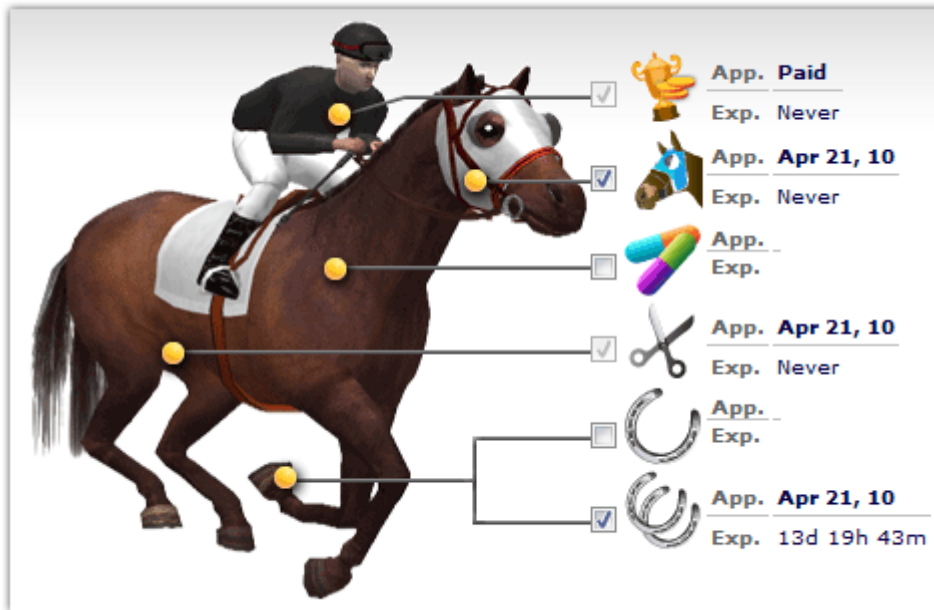 App. Paid
Exp. Never
App. Apr 21, 10
Exp. Never
App. -
Exp.
App. Apr 21, 10
Exp. Never
App. -
Exp.
App. Apr 21, 10
Exp. 13d 19h 43m